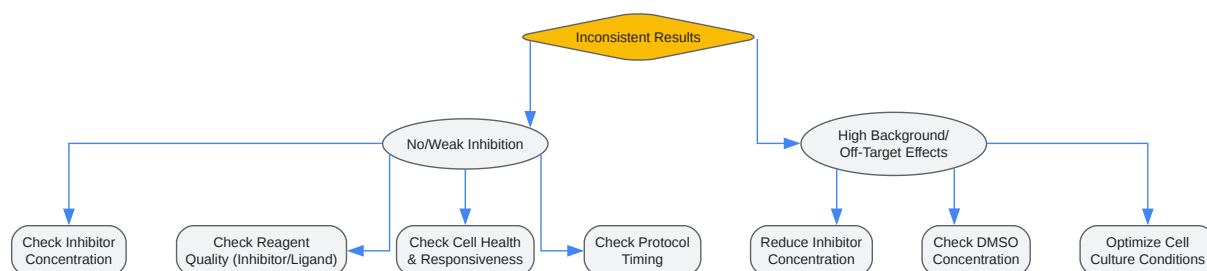 Inconsistent Results
No/Weak Inhibition
High Background/
Off-Target Effects
Check Inhibitor
Concentration
Check Reagent
Quality (Inhibitor/Ligand)
Check Cell Health
& Responsiveness
Check Protocol
Timing
Reduce Inhibitor
Concentration
Check DMSO
Concentration
Optimize Cell
Culture Conditions